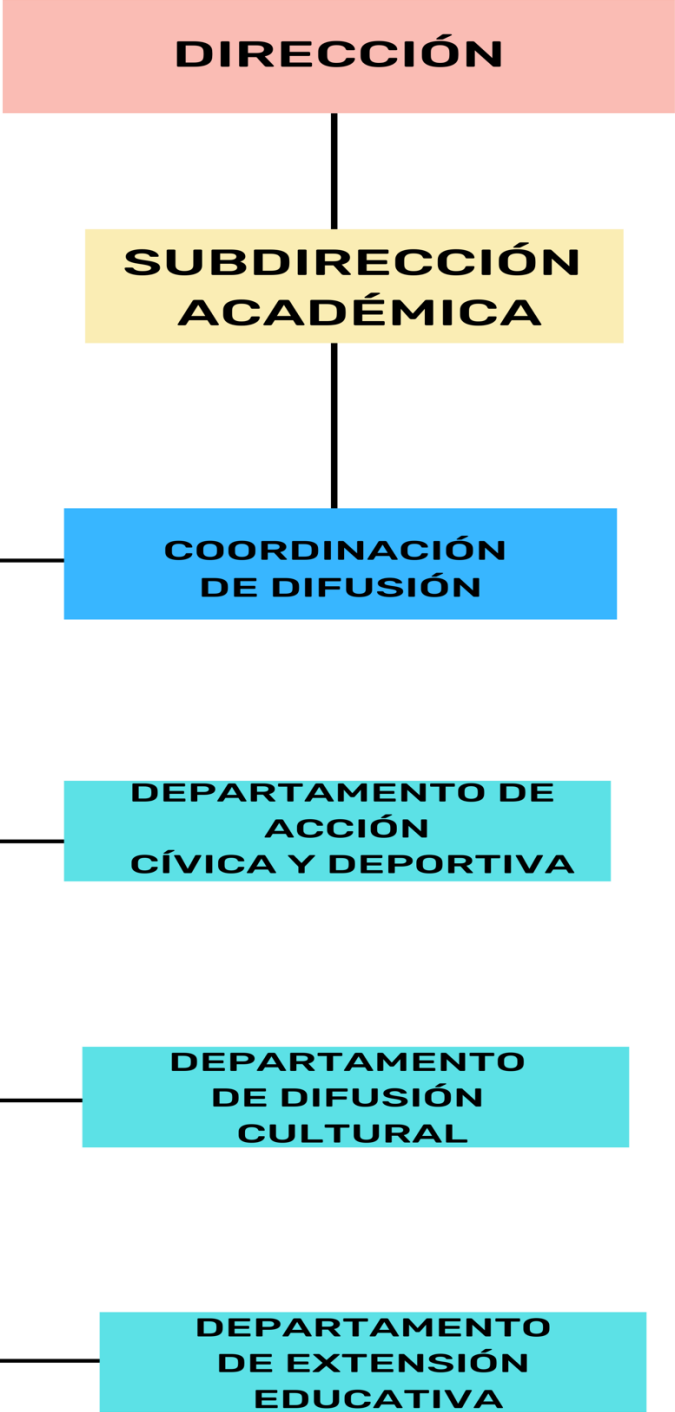 DIRECCIÓN
SUBDIRECCIÓN
ACADÉMICA
COORDINACIÓN
DE DIFUSIÓN
DEPARTAMENTO DE
ACCIÓN
CÍVICA Y DEPORTIVA
DEPARTAMENTO
DE DIFUSIÓN
CULTURAL
DEPARTAMENTO
DE EXTENSIÓN
EDUCATIVA